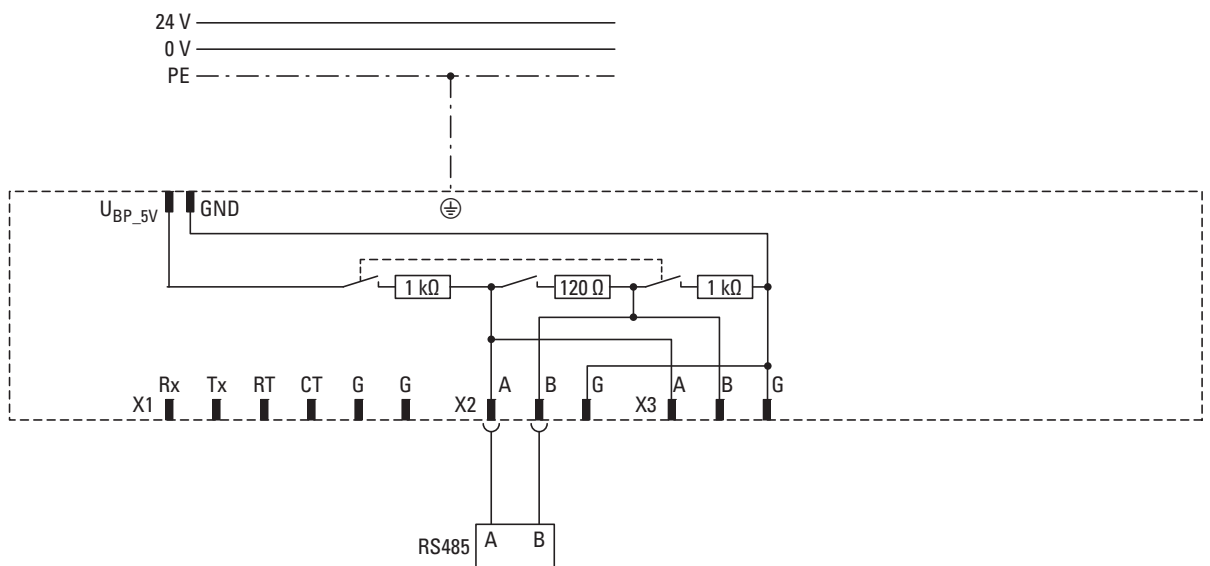 24 V
0 V
PE
U_BP_5V GND
1 kΩ 120 Ω 1 kΩ
Rx Tx RT CT G G A B G A B G
X1 X2 X3
RS485 A B